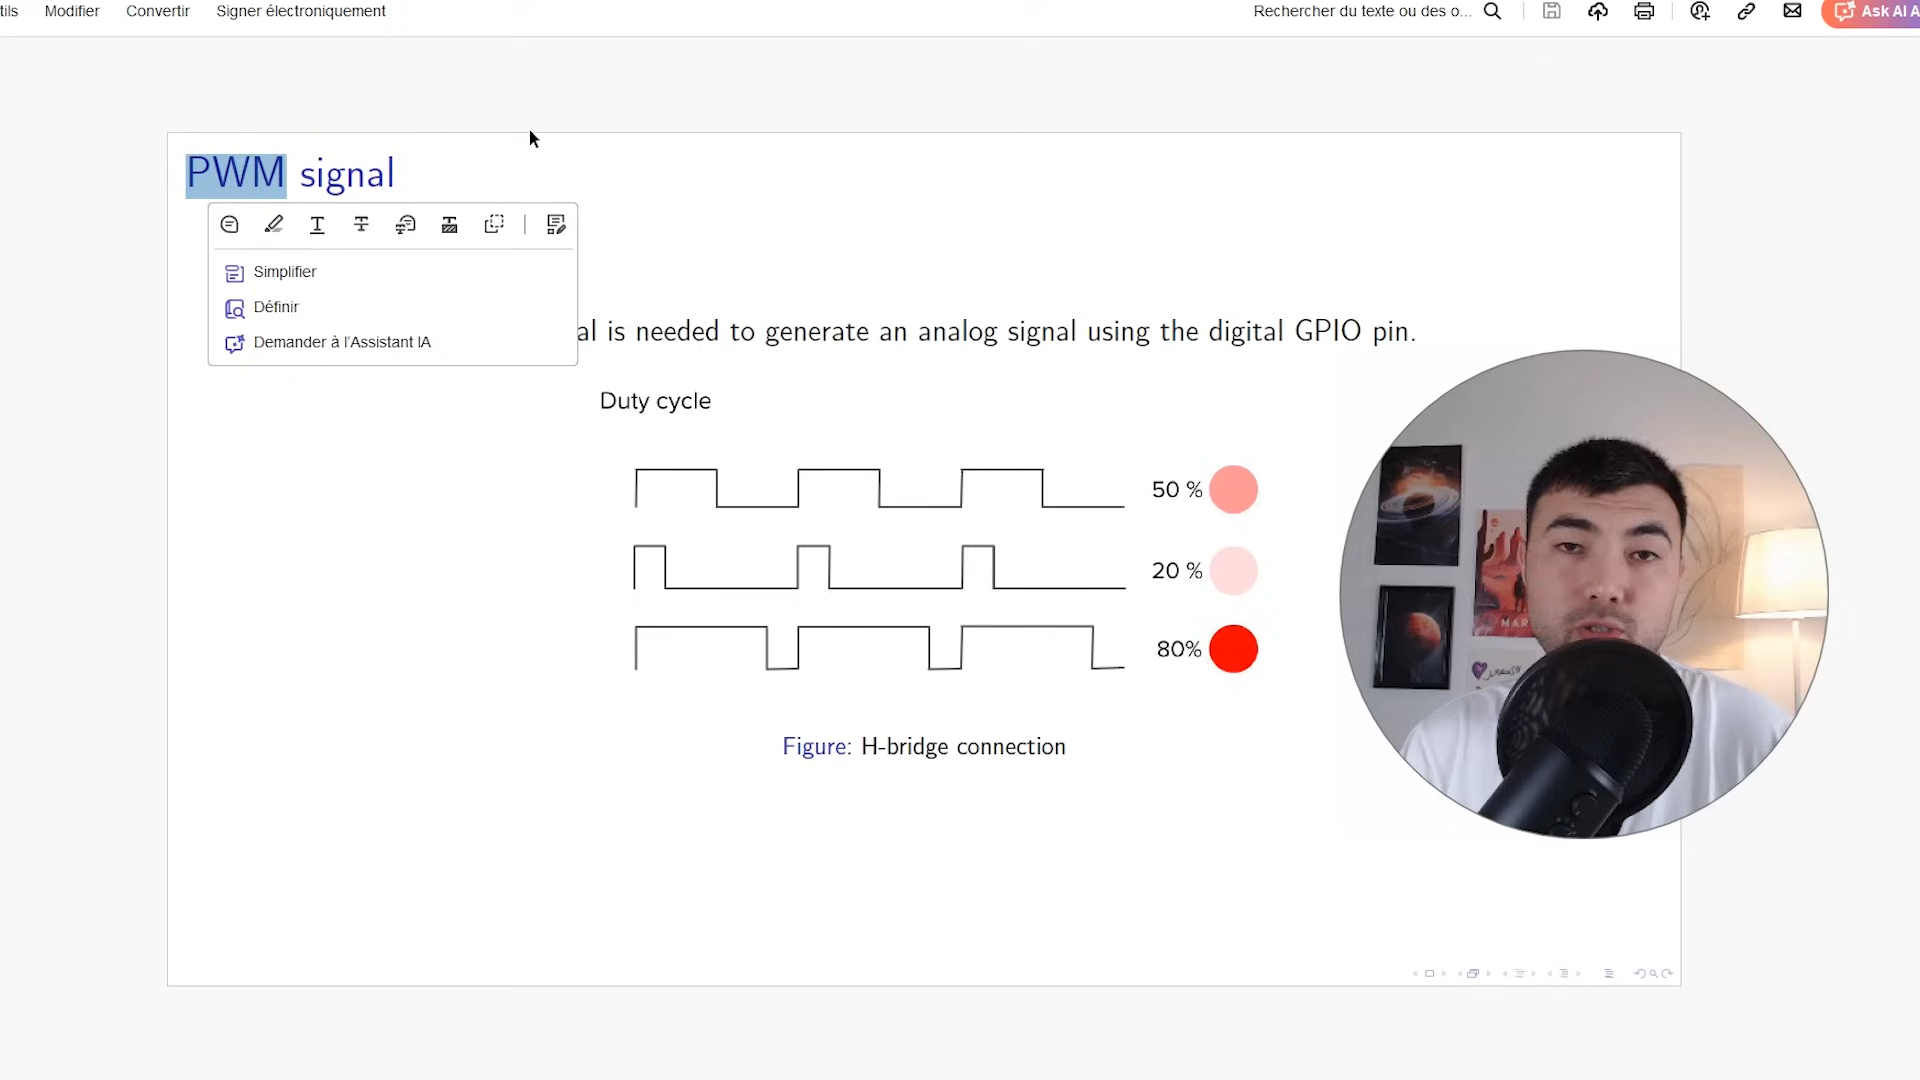 tils Modifier Convertir Signer électroniquement Rechercher du texte ou des o... Ask AI A
PWM signal
Simplifier
Définir
Demander à l'Assistant IA
al is needed to generate an analog signal using the digital GPIO pin.
Duty cycle
50 %
20 %
80%
MAR
Figure: H-bridge connection